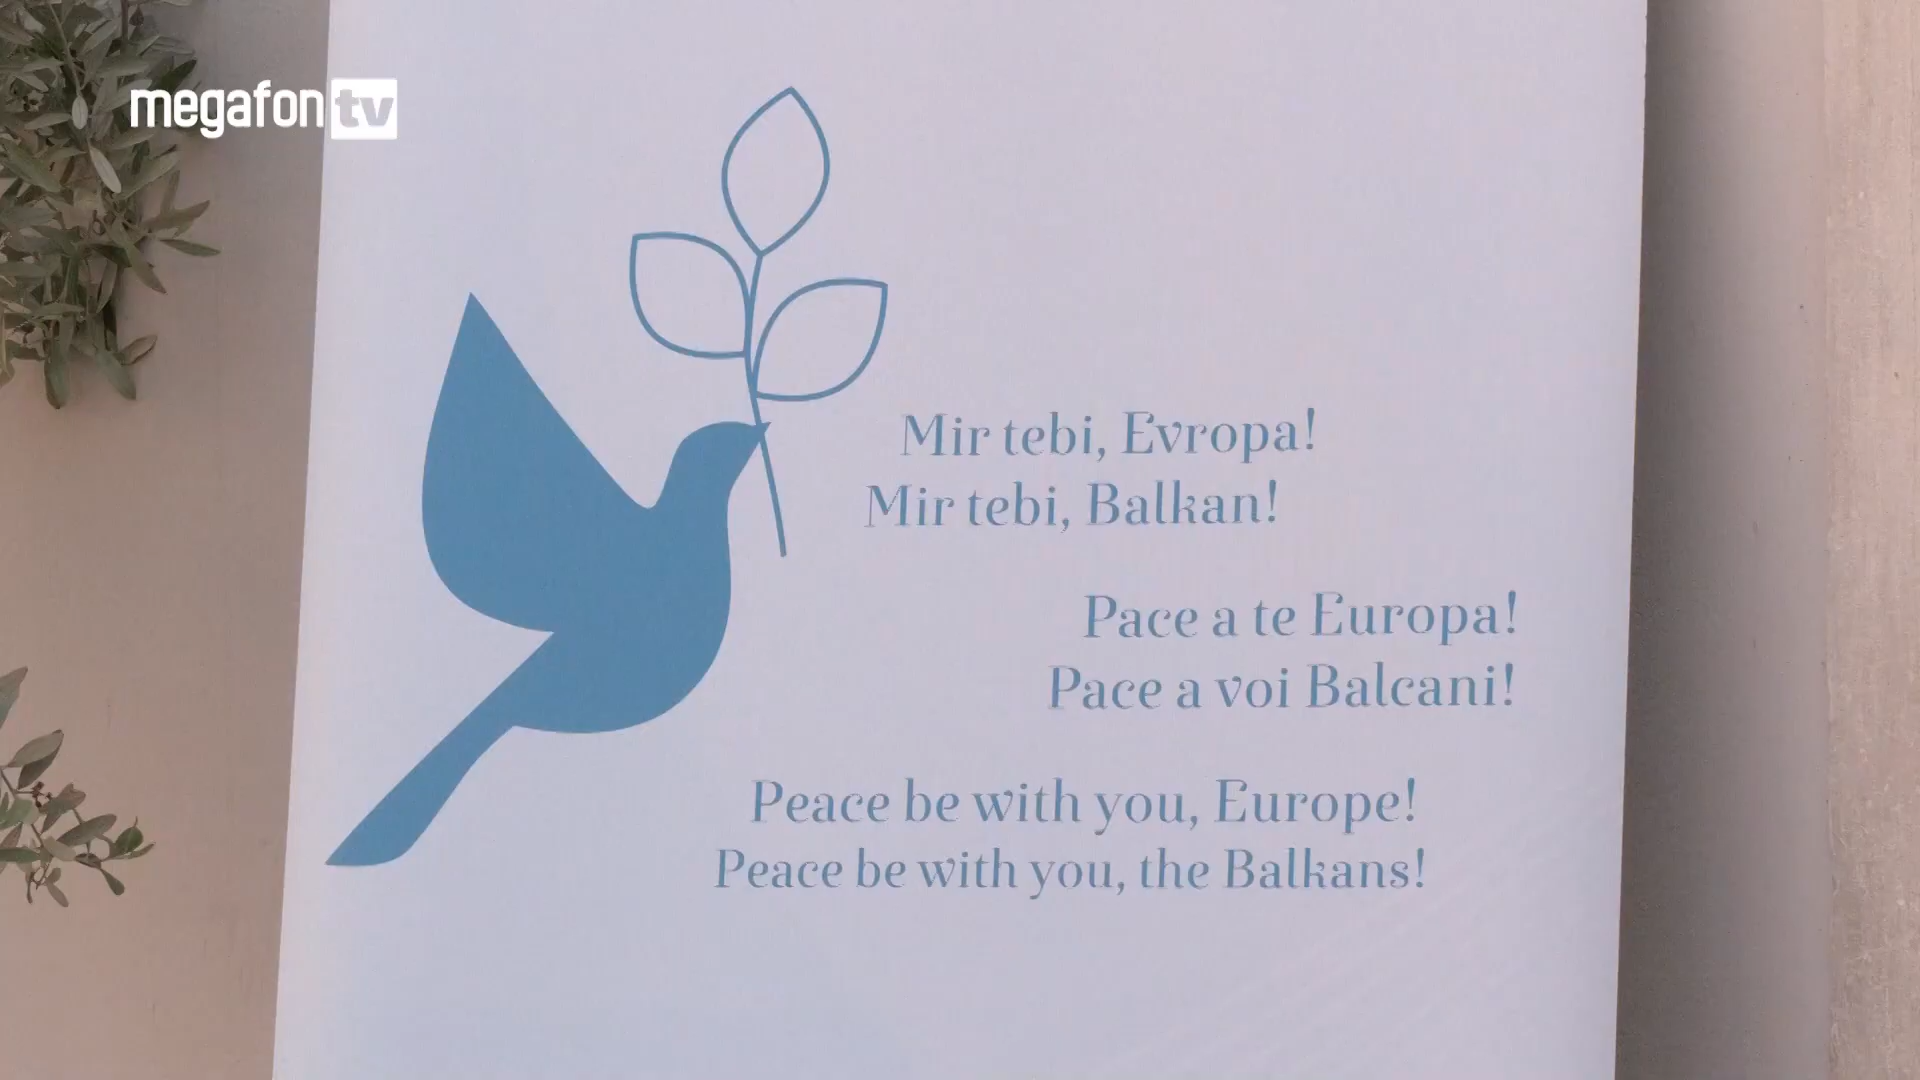 megafon tv
Mir tebi, Evropa!
Mir tebi, Balkan!
Pace a te Europa!
Pace a voi Balcani!
Peace be with you, Europe!
Peace be with you, the Balkans!